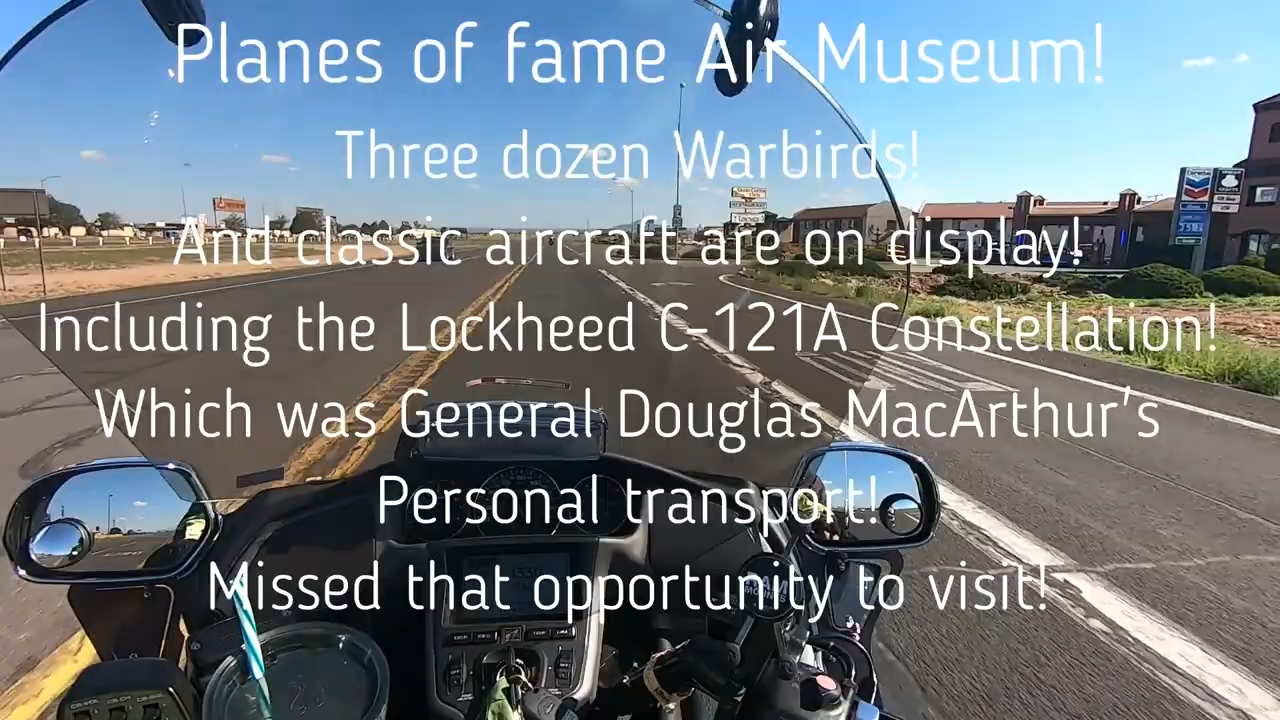 Planes of fame Air Museum!
Three dozen Warbirds!
And classic aircraft are on display!
Including the Lockheed C-121A Constellation!
Which was General Douglas MacArthur's
Personal transport!
Missed that opportunity to visit!